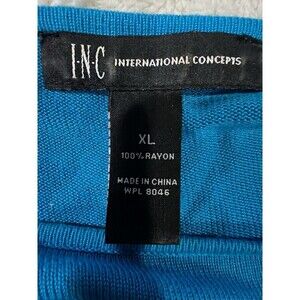 I·N·C INTERNATIONAL CONCEPTS
XL
100% RAYON
MADE IN CHINA
WPL 8046